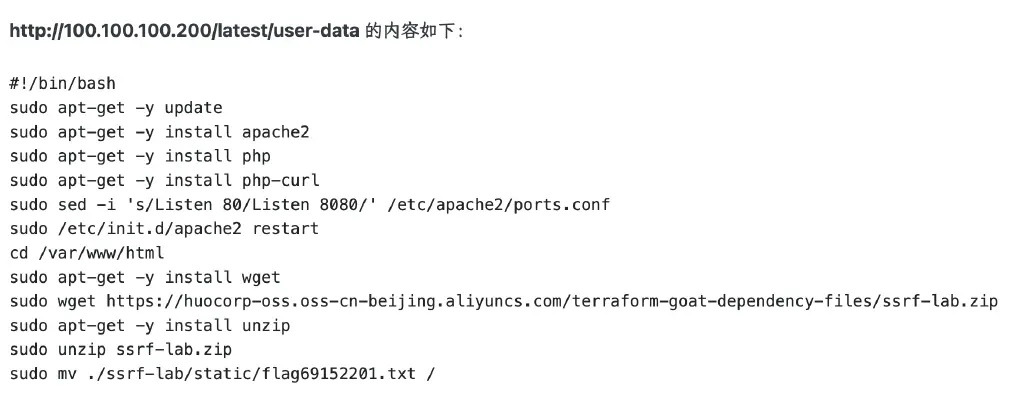 http://100.100.100.200/latest/user-data 的内容如下：
#!/bin/bash
sudo apt-get -y update
sudo apt-get -y install apache2
sudo apt-get -y install php
sudo apt-get -y install php-curl
sudo sed -i 's/Listen 80/Listen 8080/' /etc/apache2/ports.conf
sudo /etc/init.d/apache2 restart
cd /var/www/html
sudo apt-get -y install wget
sudo wget https://huocorp-oss.oss-cn-beijing.aliyuncs.com/terraform-goat-dependency-files/ssrf-lab.zip
sudo apt-get -y install unzip
sudo unzip ssrf-lab.zip
sudo mv ./ssrf-lab/static/flag69152201.txt /